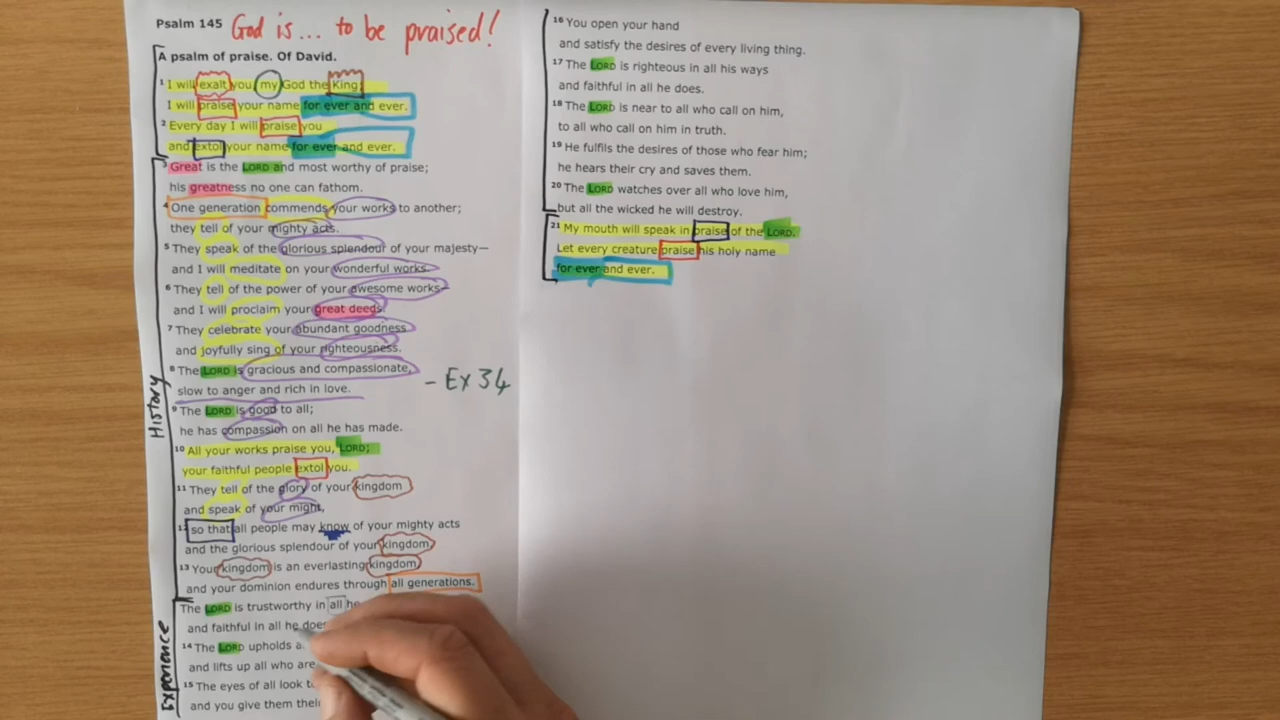 Psalm 145 God is... to be praised!
A psalm of praise. Of David.
1 I will exalt you my God the King;
I will praise your name for ever and ever.
2 Every day I will praise you
and extol your name for ever and ever.
3 Great is the LORD and most worthy of praise;
his greatness no one can fathom.
4 One generation commends your works to another;
they tell of your mighty acts.
5 They speak of the glorious splendour of your majesty—
and I will meditate on your wonderful works.
6 They tell of the power of your awesome works—
and I will proclaim your great deeds.
7 They celebrate your abundant goodness
and joyfully sing of your righteousness.
8 The LORD is gracious and compassionate,
slow to anger and rich in love.
- Ex 34
9 The LORD is good to all;
he has compassion on all he has made.
10 All your works praise you, LORD;
your faithful people extol you.
11 They tell of the glory of your kingdom
and speak of your might,
12 so that all people may know of your mighty acts
and the glorious splendour of your kingdom.
13 Your kingdom is an everlasting kingdom,
and your dominion endures through all generations.
History
The LORD is trustworthy in all he
and faithful in all he does
14 The LORD upholds
and lifts up all who are
15 The eyes of all look
and you give them
Experience
16 You open your hand
and satisfy the desires of every living thing.
17 The LORD is righteous in all his ways
and faithful in all he does.
18 The LORD is near to all who call on him,
to all who call on him in truth.
19 He fulfils the desires of those who fear him;
he hears their cry and saves them.
20 The LORD watches over all who love him,
but all the wicked he will destroy.
21 My mouth will speak in praise of the LORD.
Let every creature praise his holy name
for ever and ever.